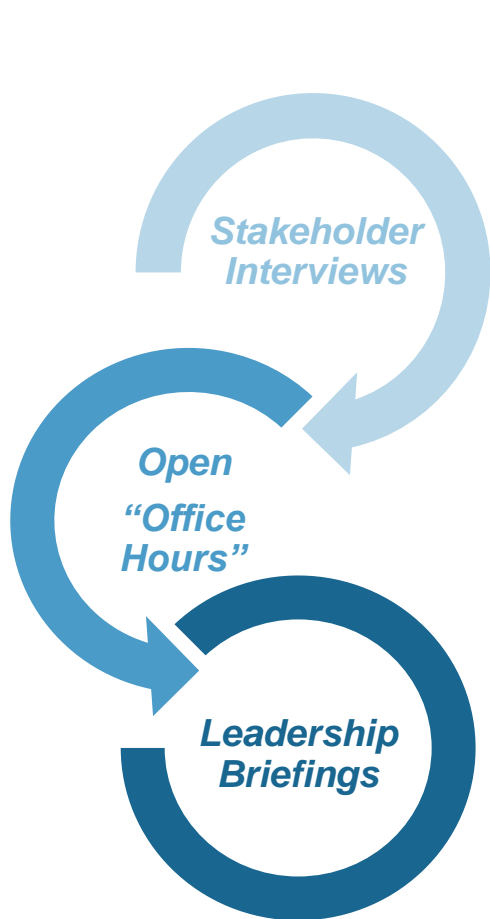 Stakeholder
Interviews
Open
“Office
Hours”
Leadership
Briefings